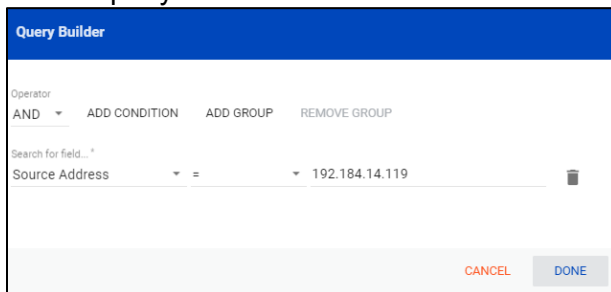 Query Builder
Operator
AND ADD CONDITION ADD GROUP REMOVE GROUP
Search for field... *
Source Address = 192.184.14.119
CANCEL DONE